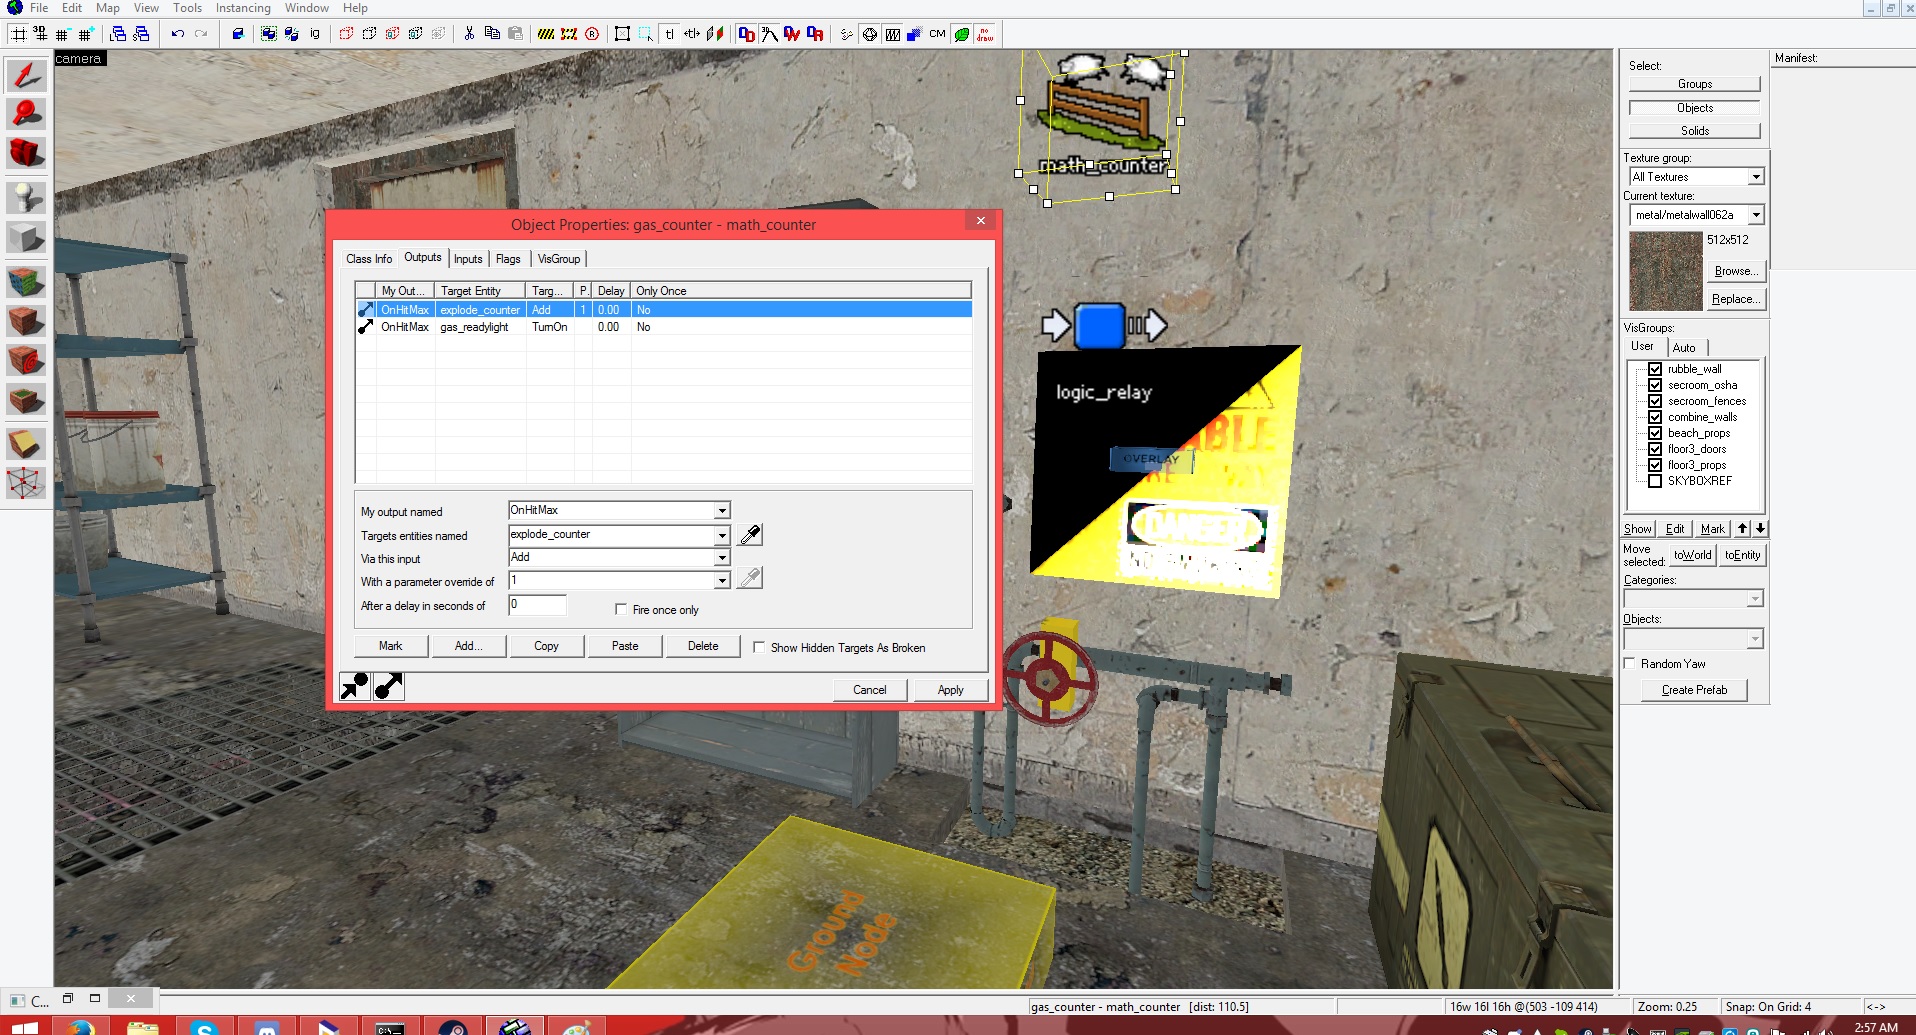 File Edit Map View Tools Instancing Window Help
3D
ig
tl
CM
no draw
camera
math_counter
Object Properties: gas_counter - math_counter
Class Info Outputs Inputs Flags VisGroup
My Out... Target Entity Targ... P. Delay Only Once
OnHitMax explode_counter Add 1 0.00 No
OnHitMax gas_readylight TurnOn 0.00 No
My output named OnHitMax
Targets entities named explode_counter
Via this input Add
With a parameter override of 1
After a delay in seconds of 0 Fire once only
Mark Add... Copy Paste Delete Show Hidden Targets As Broken
Cancel Apply
logic_relay
OVERLAY
DANGER
Ground
Node
Select:
Groups
Objects
Solids
Manifest:
Texture group:
All Textures
Current texture:
metal/metalwall062a
512x512
Browse...
Replace...
VisGroups:
User Auto
rubble_wall
secroom_osha
secroom_fences
combine_walls
beach_props
floor3_doors
floor3_props
SKYBOXREF
Show Edit Mark
Move selected: toWorld toEntity
Categories:
Objects:
Random Yaw
Create Prefab
C...
gas_counter - math_counter [dist: 110.5] 16w 16l 16h @(503 -109 414) Zoom: 0.25 Snap: On Grid: 4 <->
2:57 AM